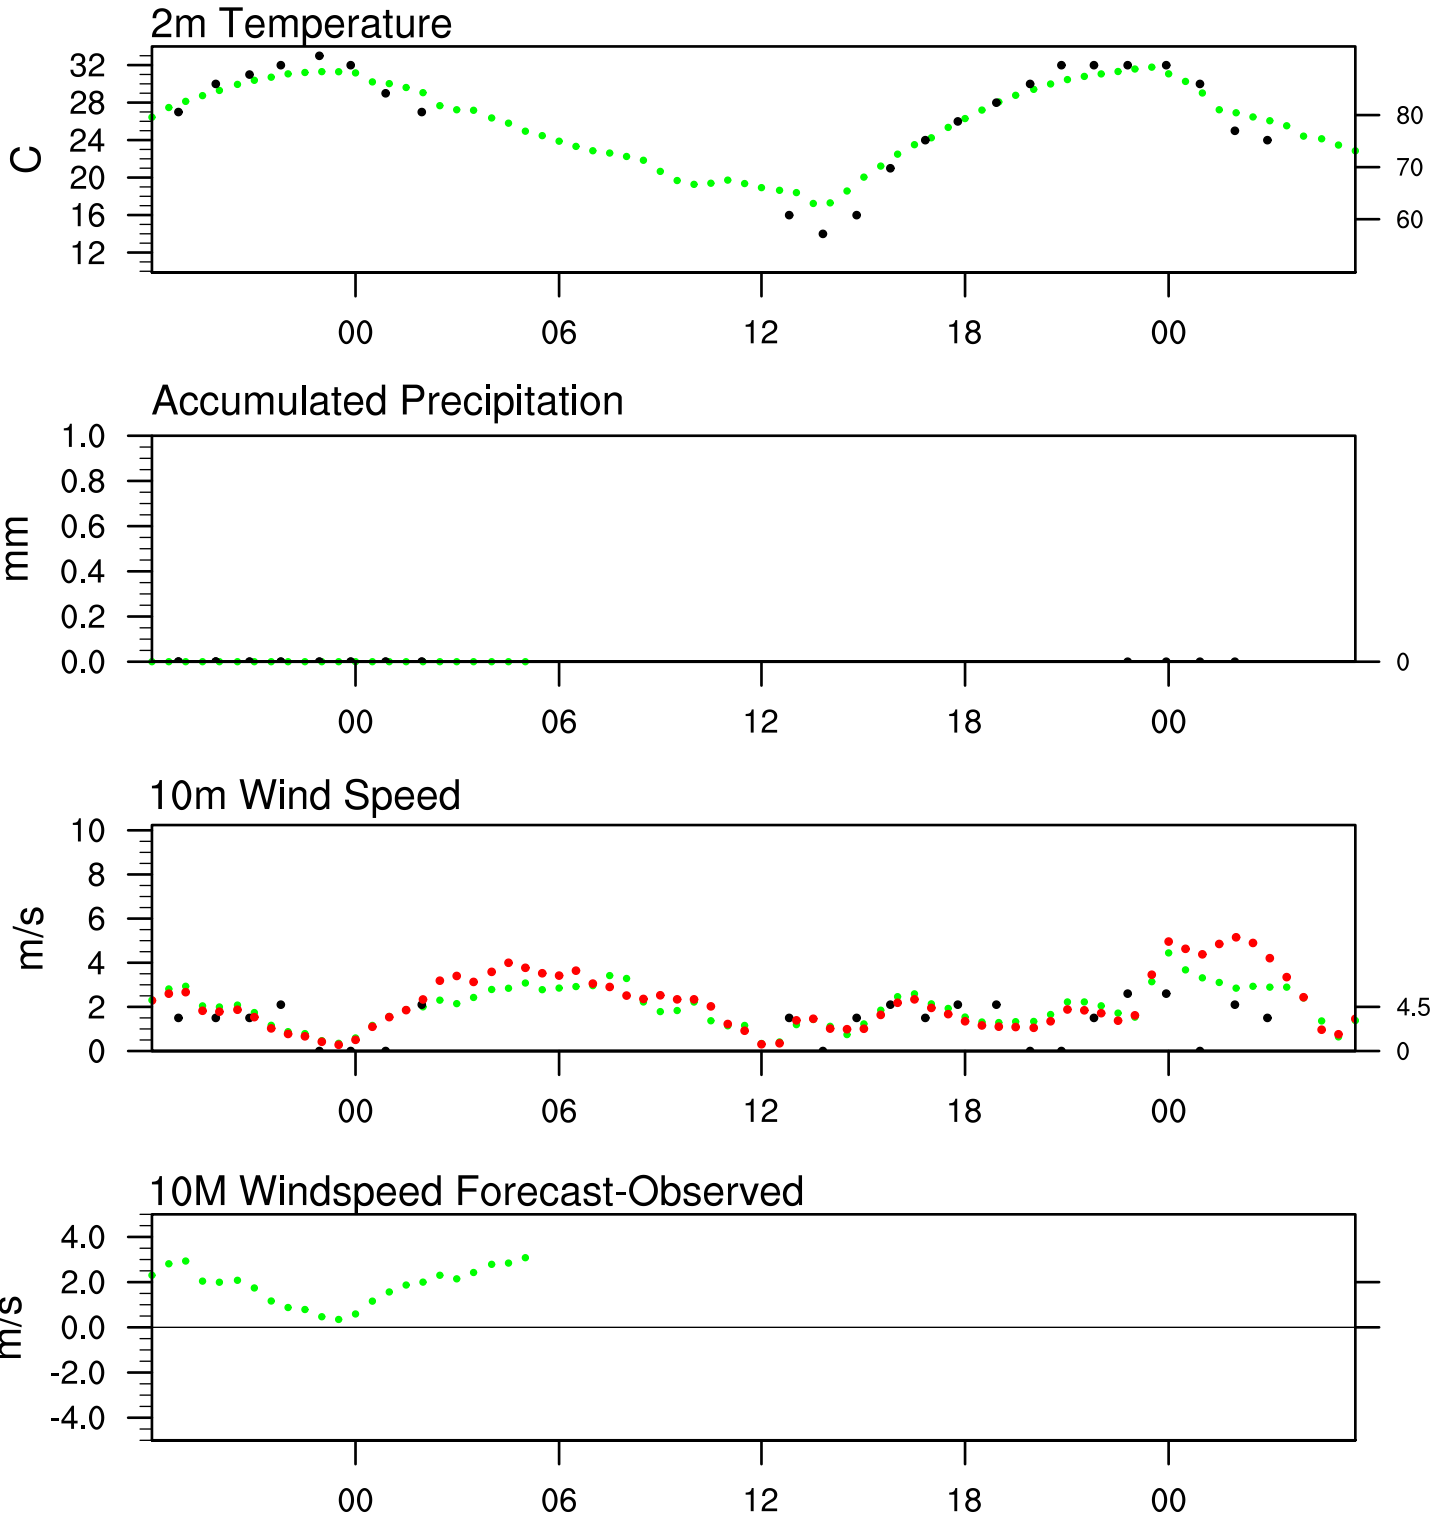 2m Temperature
32
28
24
20
16
12
C
80
70
60
00 06 12 18 00
Accumulated Precipitation
1.0
0.8
0.6
0.4
0.2
0.0
mm
0
00 06 12 18 00
10m Wind Speed
10
8
6
4
2
0
m/s
4.5
0
00 06 12 18 00
10M Windspeed Forecast-Observed
4.0
2.0
0.0
-2.0
-4.0
m/s
00 06 12 18 00